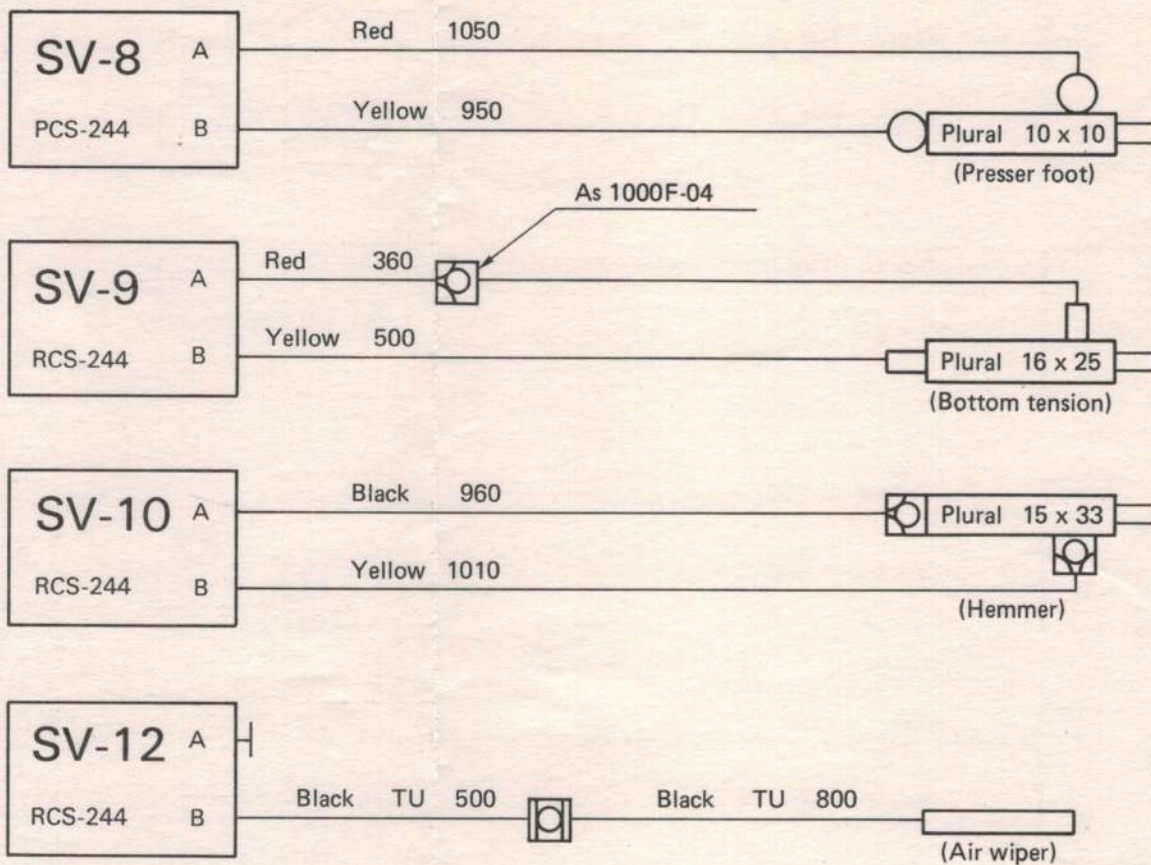 Red 1050
SV-8 A
Yellow 950
PCS-244 B
Plural 10 x 10
(Presser foot)
As 1000F-04
Red 360
SV-9 A
Yellow 500
RCS-244 B
Plural 16 x 25
(Bottom tension)
Black 960
SV-10 A
Plural 15 x 33
Yellow 1010
RCS-244 B
(Hemmer)
SV-12 A
Black TU 500 Black TU 800
RCS-244 B
(Air wiper)